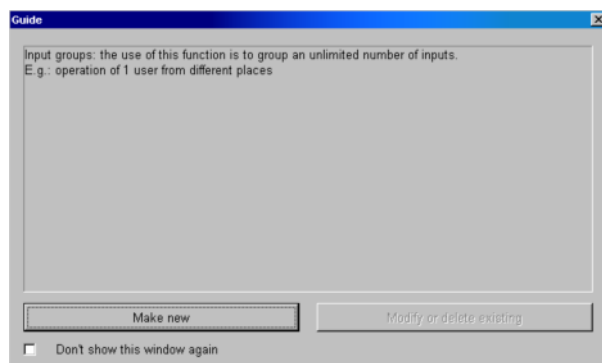 Guide
Input groups: the use of this function is to group an unlimited number of inputs.
E.g.: operation of 1 user from different places
Make new
Modify or delete existing
Don't show this window again